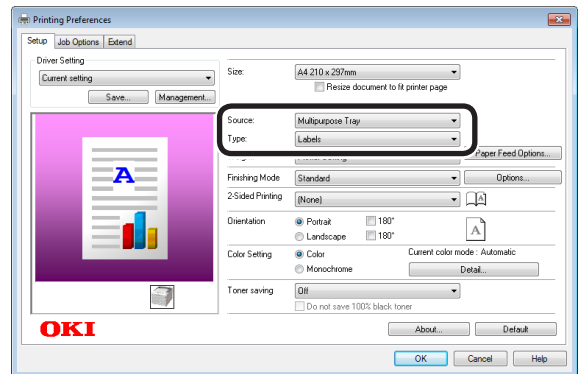 Printing Preferences
Setup Job Options Extend
Driver Setting
Current setting
Save... Management...
Size: A4 210 x 297mm
Resize document to fit printer page
Source: Multipurpose Tray
Type: Labels
Paper Feed Options...
Finishing Mode Standard Options...
2-Sided Printing (None)
Orientation Portrait 180°
Landscape 180°
Color Setting Color Current color mode : Automatic
Monochrome Detail...
Toner saving Off
Do not save 100% black toner
A
A
A
OKI
About... Default
OK Cancel Help